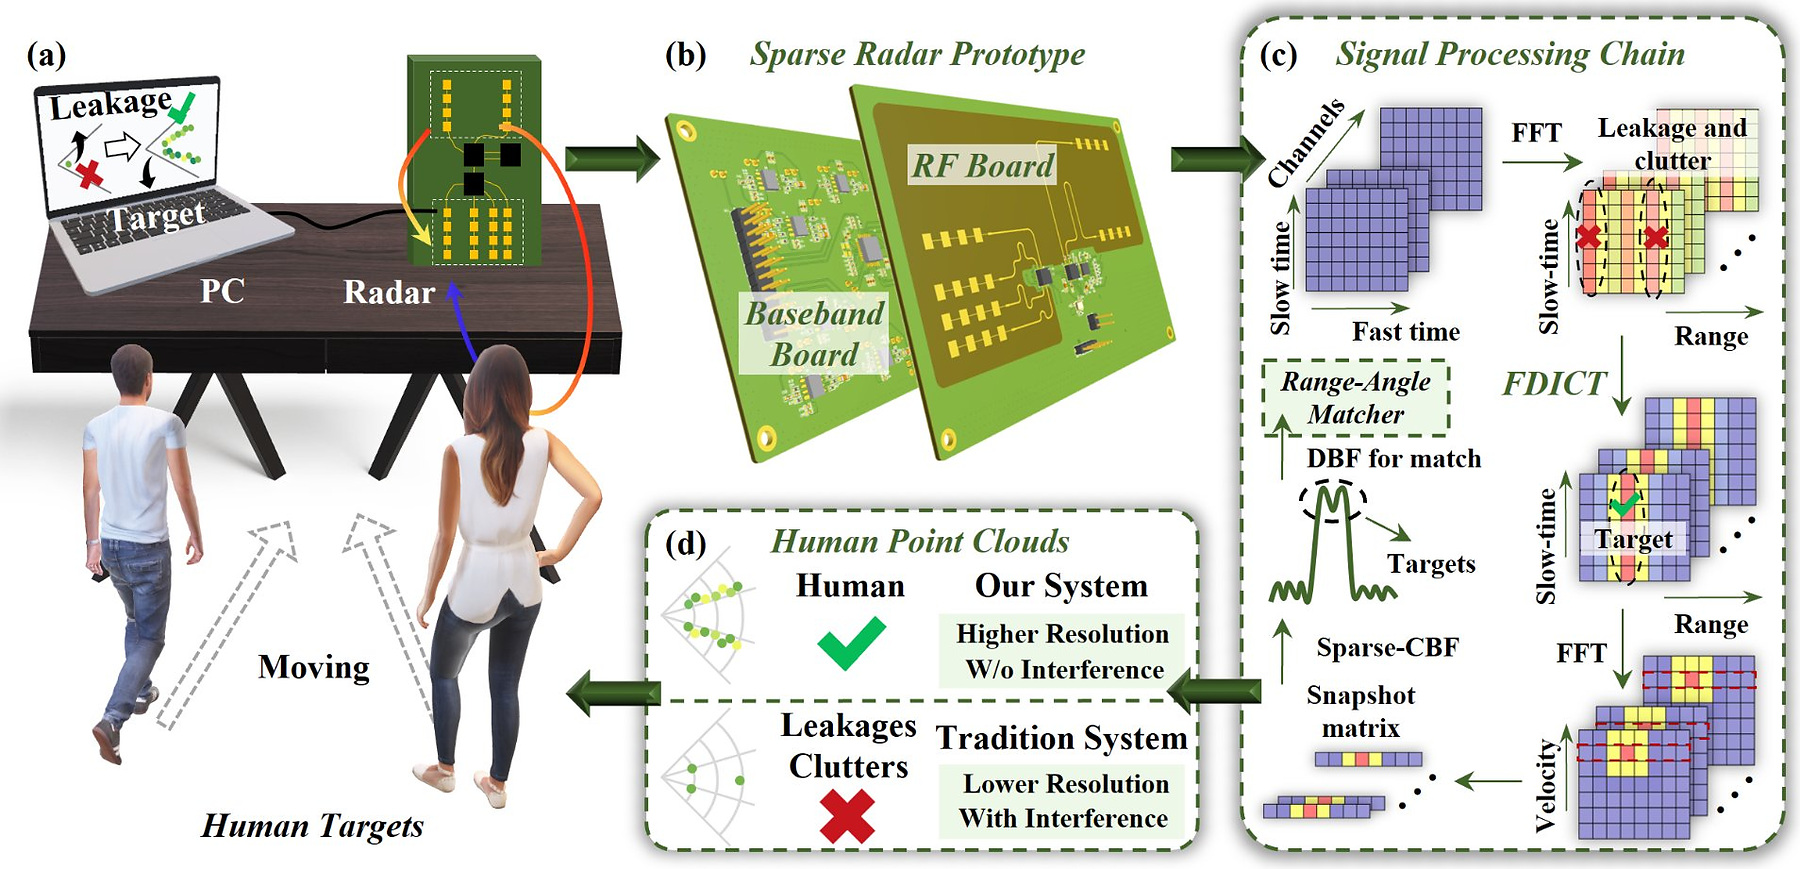 (a)
Leakage
Target
PC
Radar
Moving
Human Targets
(b)
Sparse Radar Prototype
RF Board
Baseband
Board
(c)
Signal Processing Chain
Channels
Slow time
Fast time
FFT
Leakage and
clutter
Slow-time
Range
FDICT
Target
Slow-time
Range
FFT
Velocity
Snapshot
matrix
Sparse-CBF
Targets
DBF for match
Range-Angle
Matcher
(d)
Human Point Clouds
Human
Our System
Higher Resolution
W/o Interference
Leakages
Clutters
Tradition System
Lower Resolution
With Interference